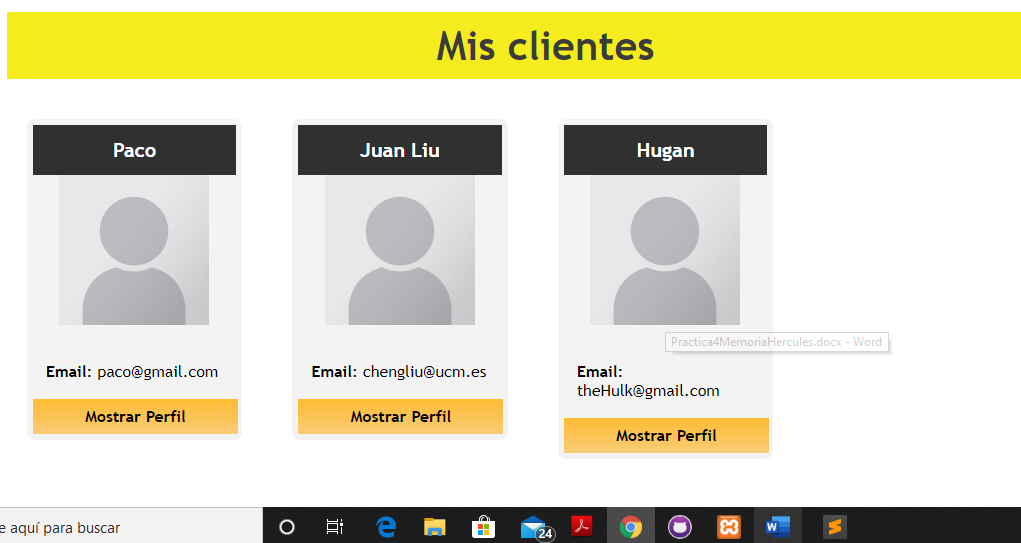 Mis clientes
Paco
Juan Liu
Hugan
Practica4MemoriaHercules.docx - Word
Email: paco@gmail.com
Email: chengliu@ucm.es
Email:
theHulk@gmail.com
Mostrar Perfil
Mostrar Perfil
Mostrar Perfil
e aquí para buscar
24